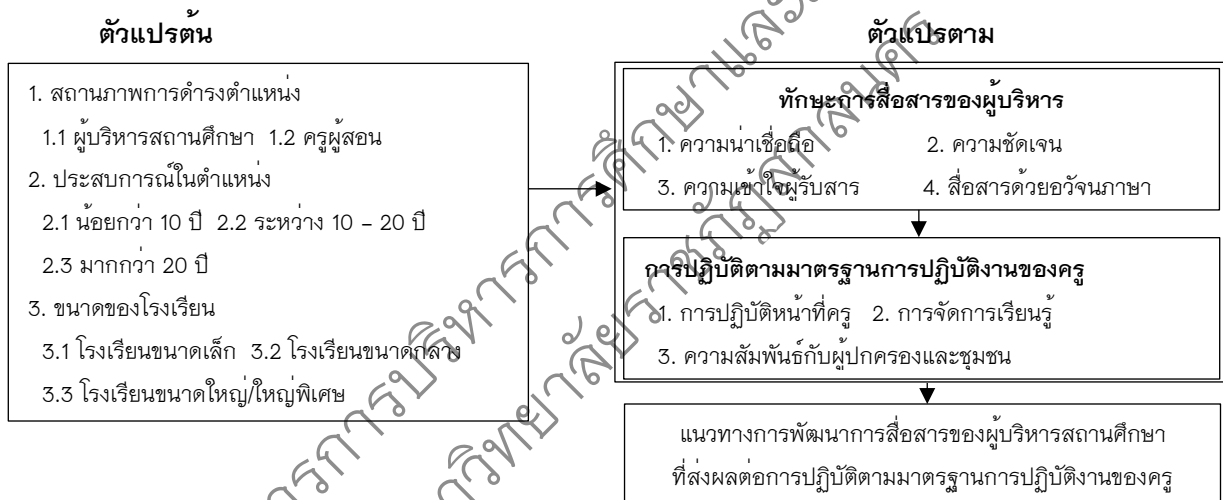 ตัวแปรต้น
1. สถานภาพการดำรงตำแหน่ง
1.1 ผู้บริหารสถานศึกษา 1.2 ครูผู้สอน
2. ประสบการณ์ในตำแหน่ง
2.1 น้อยกว่า 10 ปี 2.2 ระหว่าง 10 – 20 ปี
2.3 มากกว่า 20 ปี
3. ขนาดของโรงเรียน
3.1 โรงเรียนขนาดเล็ก 3.2 โรงเรียนขนาดกลาง
3.3 โรงเรียนขนาดใหญ่/ใหญ่พิเศษ
ตัวแปรตาม
ทักษะการสื่อสารของผู้บริหาร
1. ความน่าเชื่อถือ 2. ความชัดเจน
3. ความเข้าใจผู้รับสาร 4. สื่อสารด้วยอวัจนภาษา
การปฏิบัติตามมาตรฐานการปฏิบัติงานของครู
1. การปฏิบัติหน้าที่ครู 2. การจัดการเรียนรู้
3. ความสัมพันธ์กับผู้ปกครองและชุมชน
แนวทางการพัฒนาการสื่อสารของผู้บริหารสถานศึกษา
ที่ส่งผลต่อการปฏิบัติตามมาตรฐานการปฏิบัติงานของครู